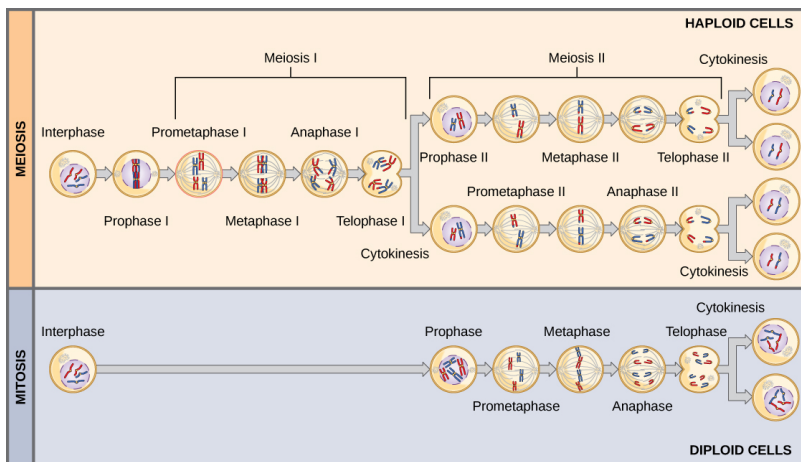 HAPLOID CELLS
MEIOSIS
Meiosis I
Meiosis II
Cytokinesis
Interphase
Prometaphase I
Anaphase I
Prophase II
Metaphase II
Telophase II
Prophase I
Metaphase I
Telophase I
Prometaphase II
Anaphase II
Cytokinesis
Cytokinesis
MITOSIS
Interphase
Prophase
Metaphase
Telophase
Cytokinesis
Prometaphase
Anaphase
DIPLOID CELLS